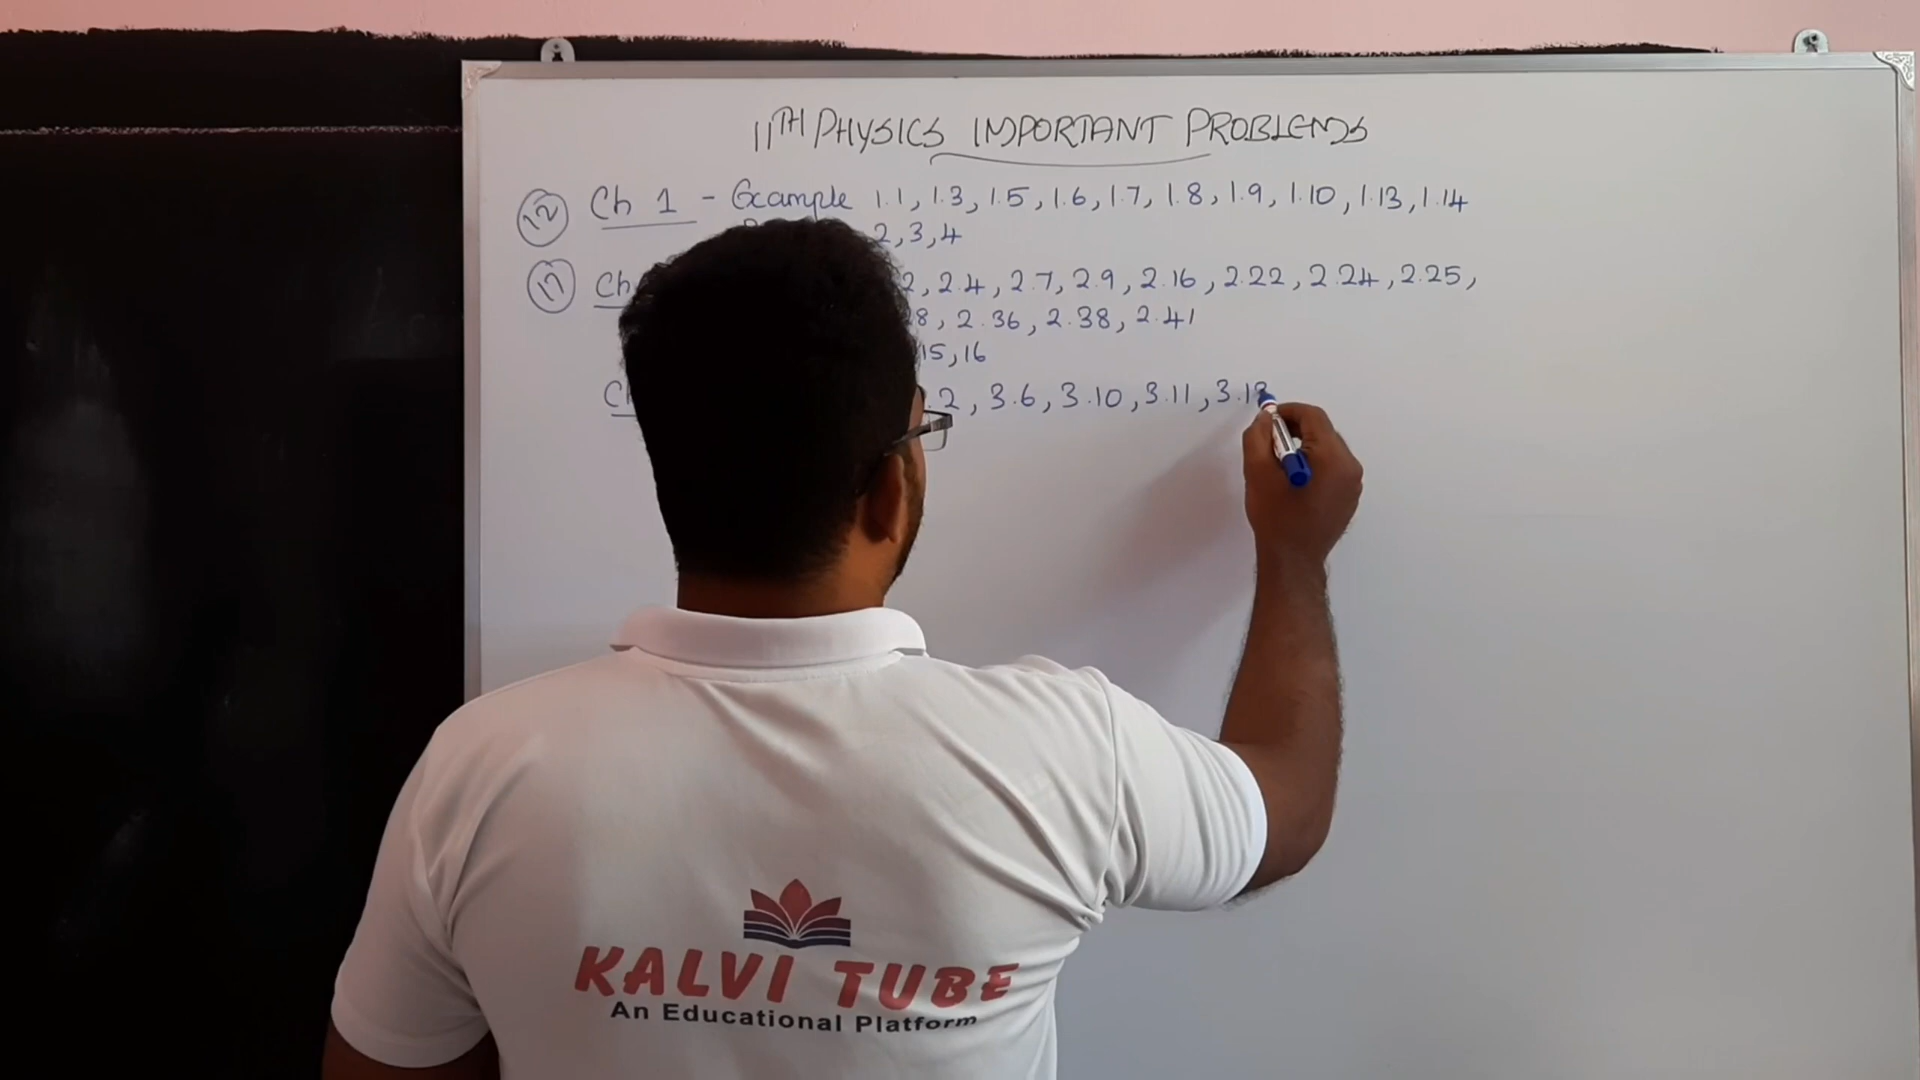 11TH PHYSICS IMPORTANT PROBLEMS
12 Ch 1 - Example 1.1, 1.3, 1.5, 1.6, 1.7, 1.8, 1.9, 1.10, 1.13, 1.14
2, 3, 4
17 Ch 2, 2.4, 2.7, 2.9, 2.16, 2.22, 2.24, 2.25,
8, 2.36, 2.38, 2.41
15, 16
.2, 3.6, 3.10, 3.11,
KALVI TUBE
An Educational Platform